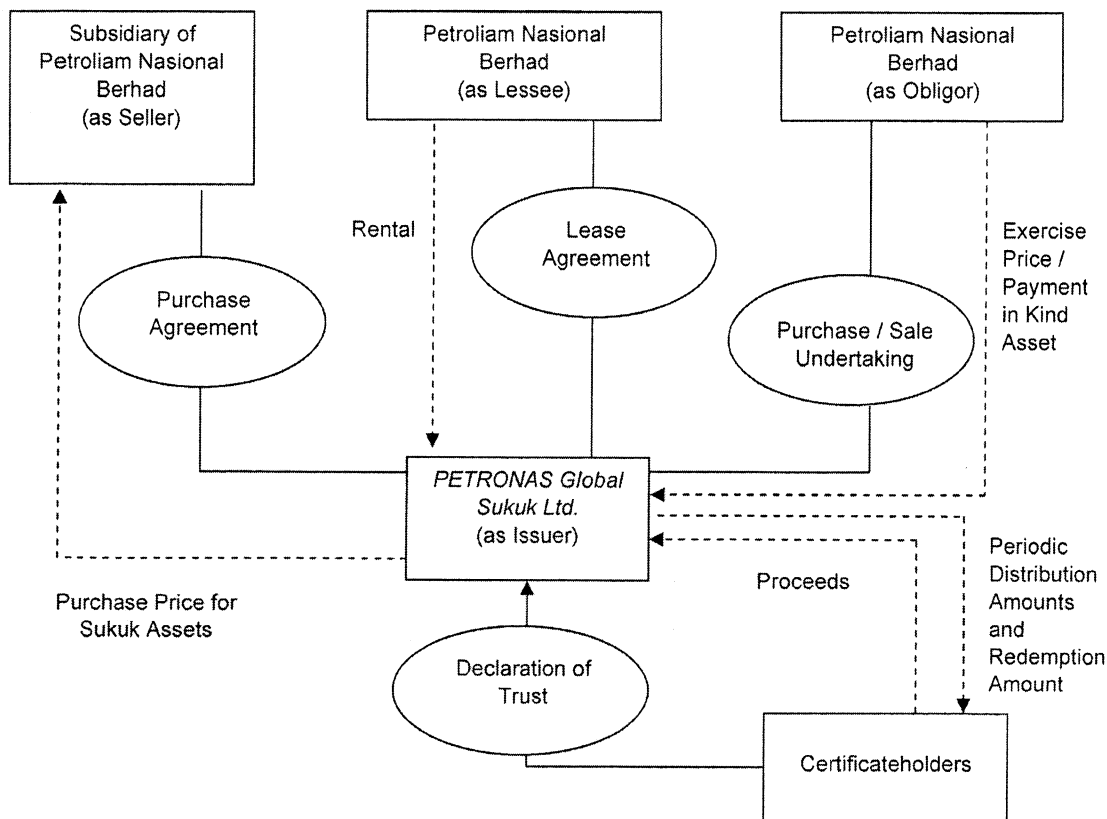 Subsidiary of
Petroliam Nasional
Berhad
(as Seller)
Petroliam Nasional
Berhad
(as Lessee)
Petroliam Nasional
Berhad
(as Obligor)
Rental
Lease
Agreement
Exercise
Price /
Payment
in Kind
Asset
Purchase
Agreement
Purchase / Sale
Undertaking
PETRONAS Global
Sukuk Ltd.
(as Issuer)
Purchase Price for
Sukuk Assets
Proceeds
Periodic
Distribution
Amounts
and
Redemption
Amount
Declaration of
Trust
Certificateholders